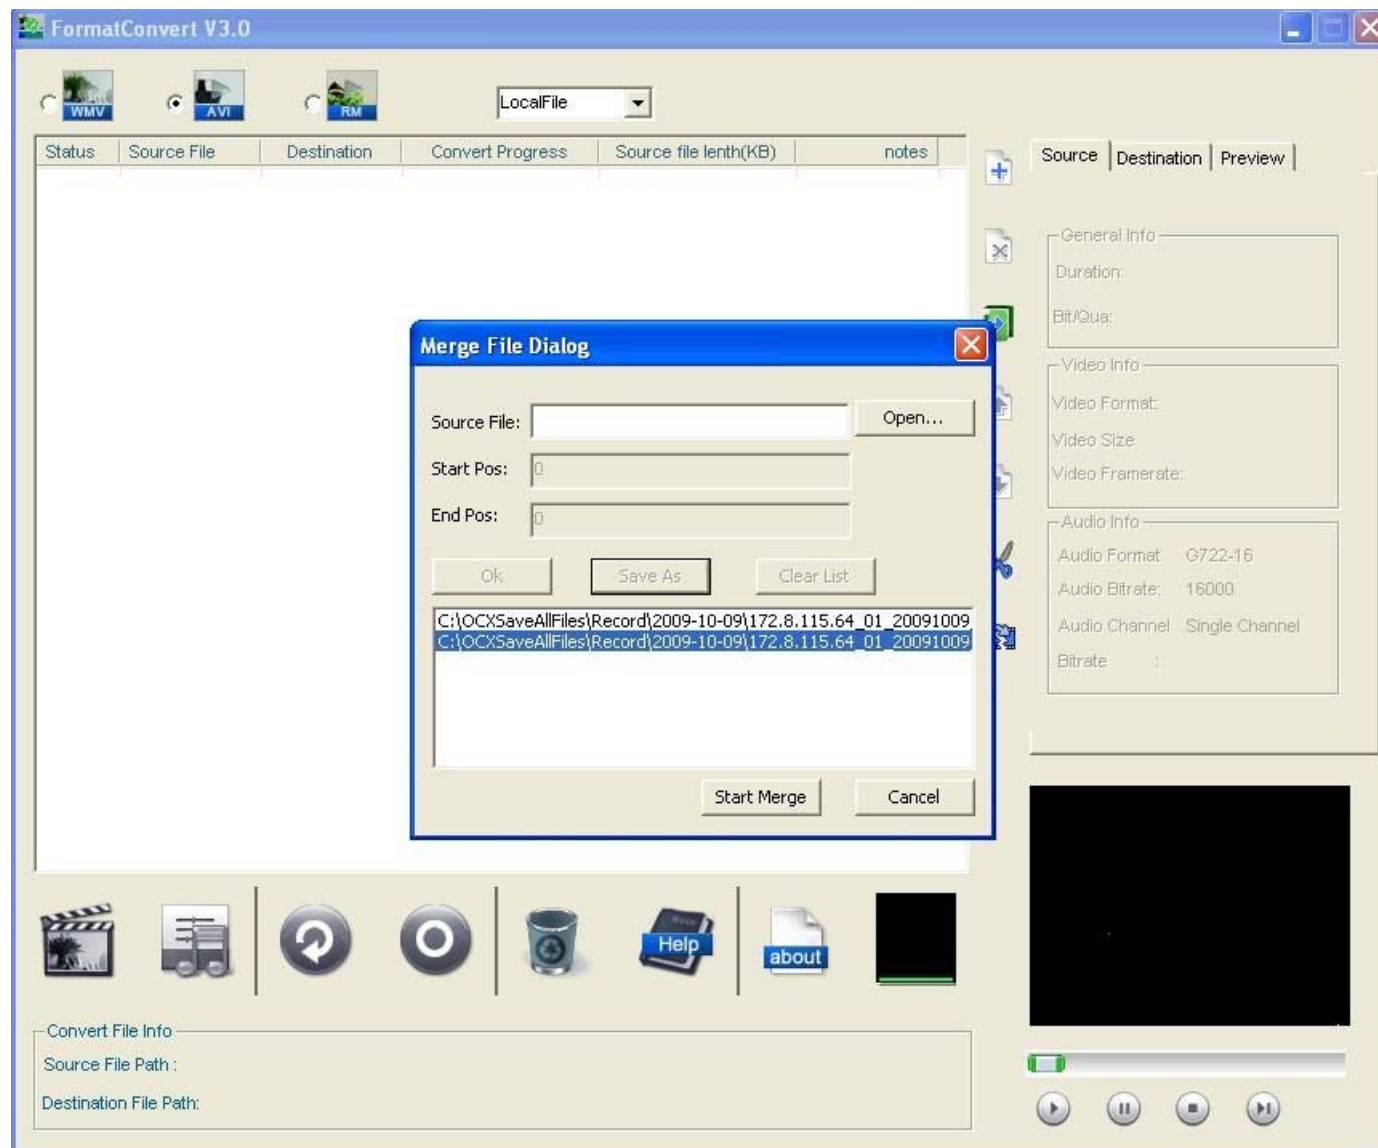 FormatConvert V3.0
WMV AVI RM LocalFile
Status Source File Destination Convert Progress Source file lenth(KB) notes
Source Destination Preview
General Info
Duration:
Bit/Qua:
Video Info
Video Format:
Video Size
Video Framerate:
Audio Info
Audio Format G722-16
Audio Bitrate: 16000
Audio Channel Single Channel
Bitrate :
Merge File Dialog
Source File: Open...
Start Pos: 0
End Pos: 0
Ok Save As Clear List
C:\OCXSaveAllFiles\Record\2009-10-09\172.8.115.64_01_20091009
C:\OCXSaveAllFiles\Record\2009-10-09\172.8.115.64_01_20091009
Start Merge Cancel
Help about
Convert File Info
Source File Path :
Destination File Path: